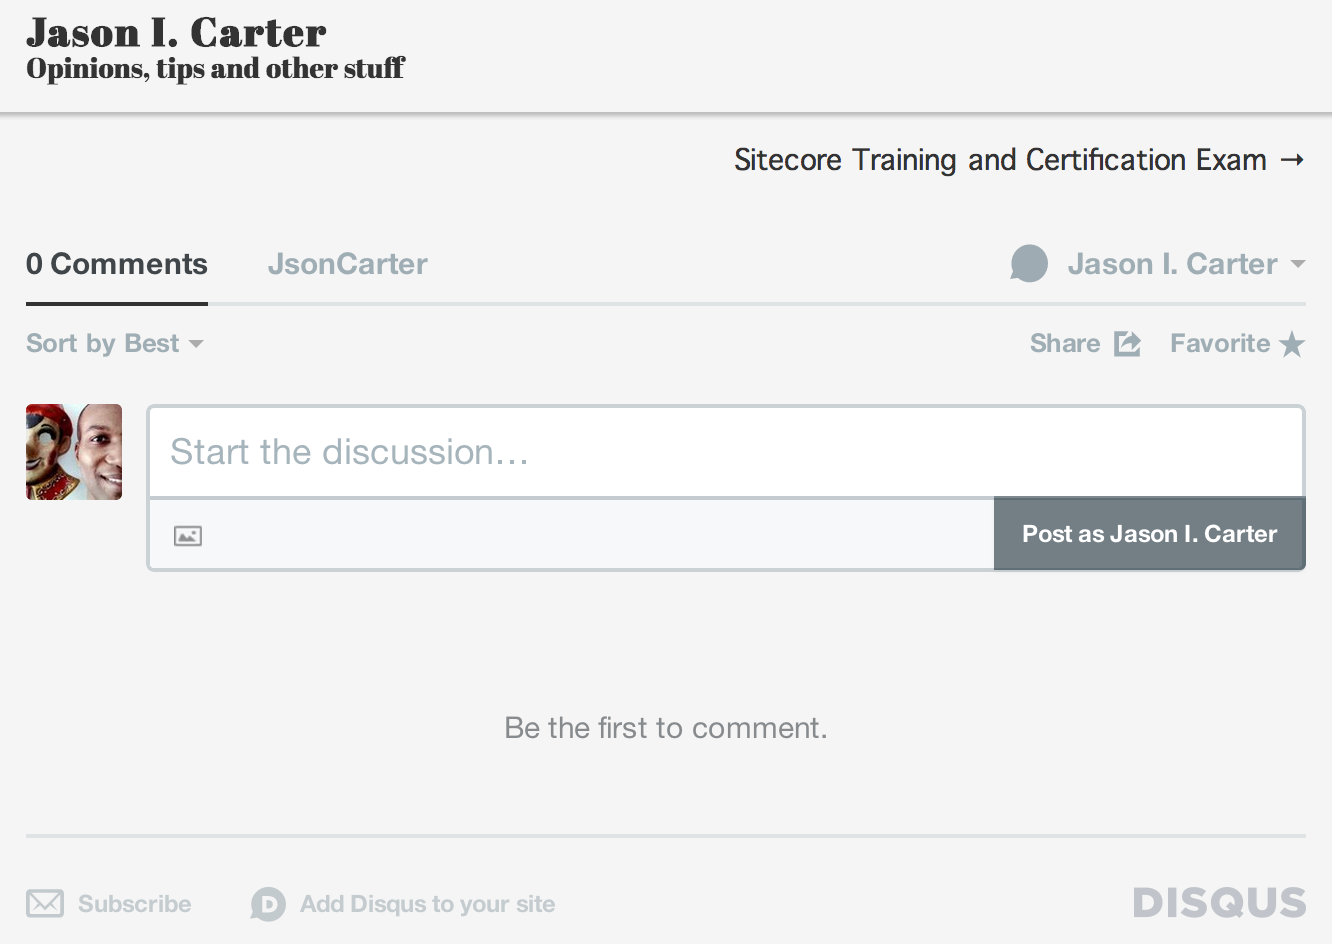 Jason I. Carter
Opinions, tips and other stuff
Sitecore Training and Certification Exam →
0 Comments JsonCarter Jason I. Carter
Sort by Best Share Favorite
Start the discussion…
Post as Jason I. Carter
Be the first to comment.
Subscribe D Add Disqus to your site DISQUS